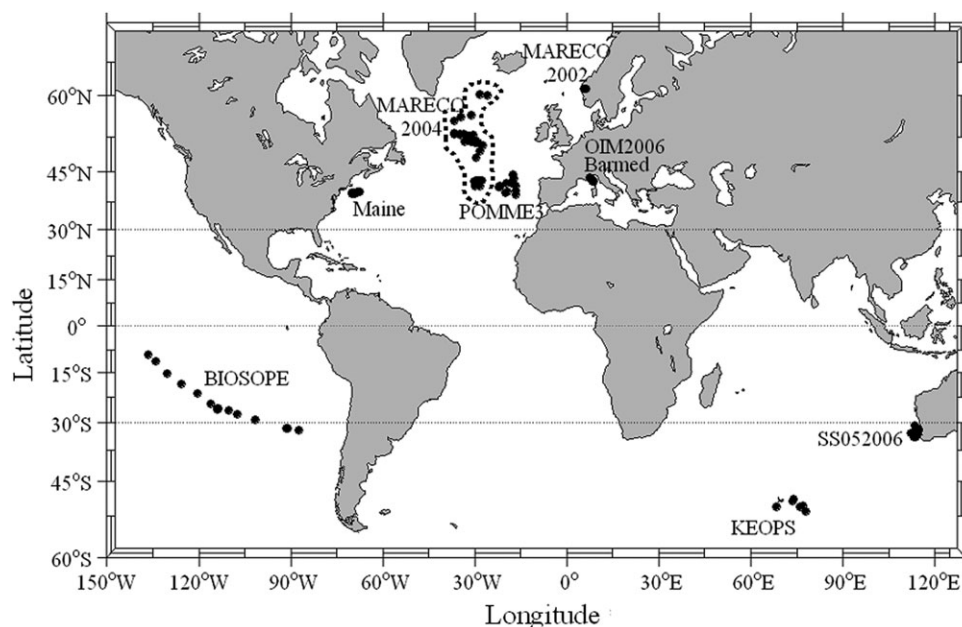 MARECO
2002
60°N
MARECO
2004
OIM2006
Barmed
45°N
Maine
POMME3
30°N
15°N
0°
Latitude
15°S
BIOSOPE
30°S
SS052006
45°S
KEOPS
60°S
150°W 120°W 90°W 60°W 30°W 0° 30°E 60°E 90°E 120°E
Longitude